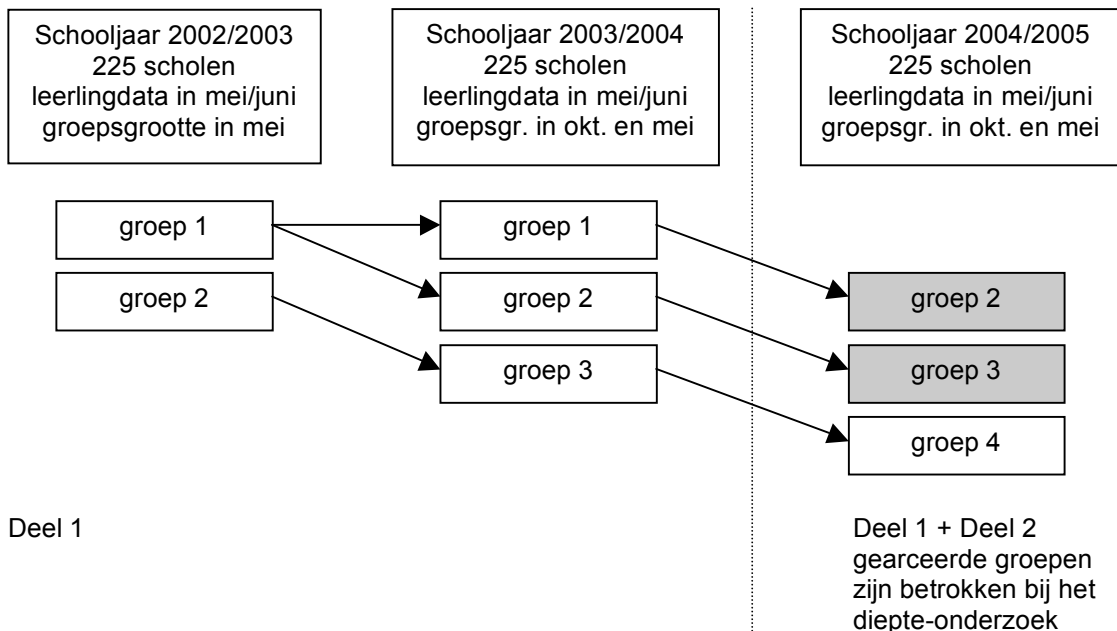 Schooljaar 2002/2003
225 scholen
leerlingdata in mei/juni
groepsgrootte in mei
Schooljaar 2003/2004
225 scholen
leerlingdata in mei/juni
groepsgr. in okt. en mei
Schooljaar 2004/2005
225 scholen
leerlingdata in mei/juni
groepsgr. in okt. en mei
groep 1
groep 2
groep 1
groep 2
groep 3
groep 2
groep 3
groep 4
Deel 1
Deel 1 + Deel 2
gearceerde groepen
zijn betrokken bij het
diepte-onderzoek